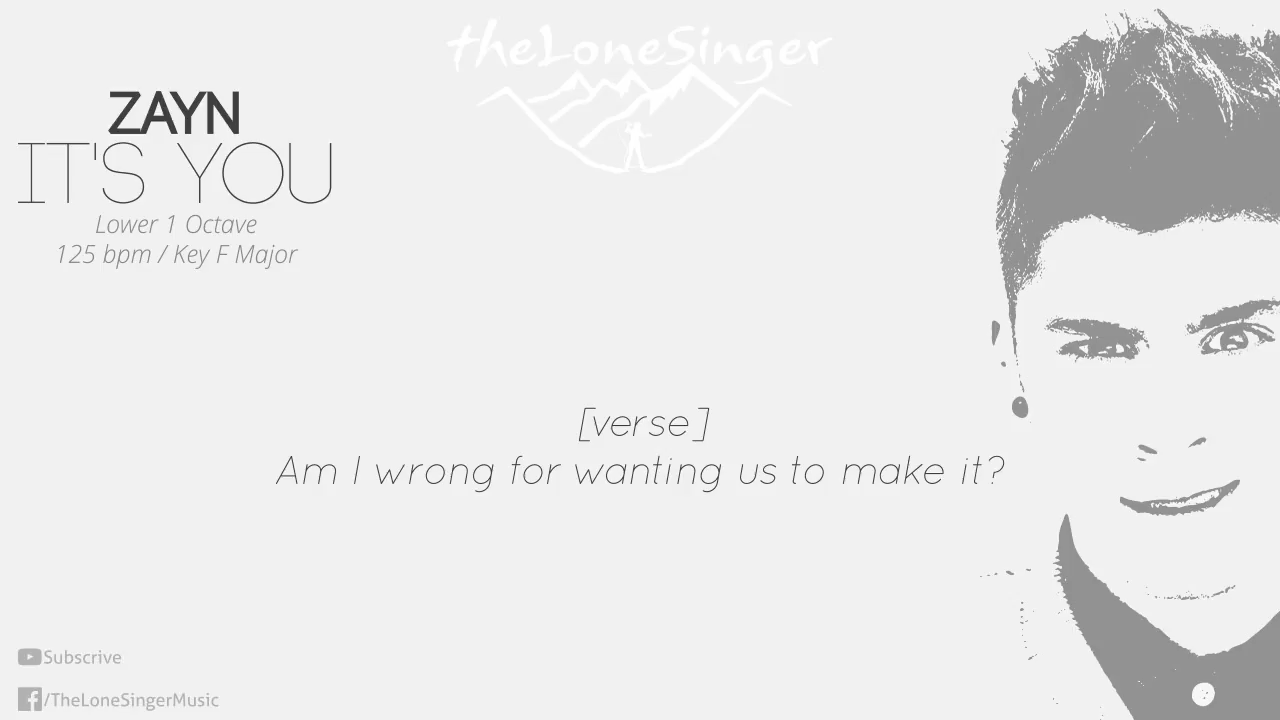 theLoneSinger
ZAYN
IT'S YOU
Lower 1 Octave
125 bpm / Key F Major
[verse]
Am I wrong for wanting us to make it?
Subscrive
/TheLoneSingerMusic